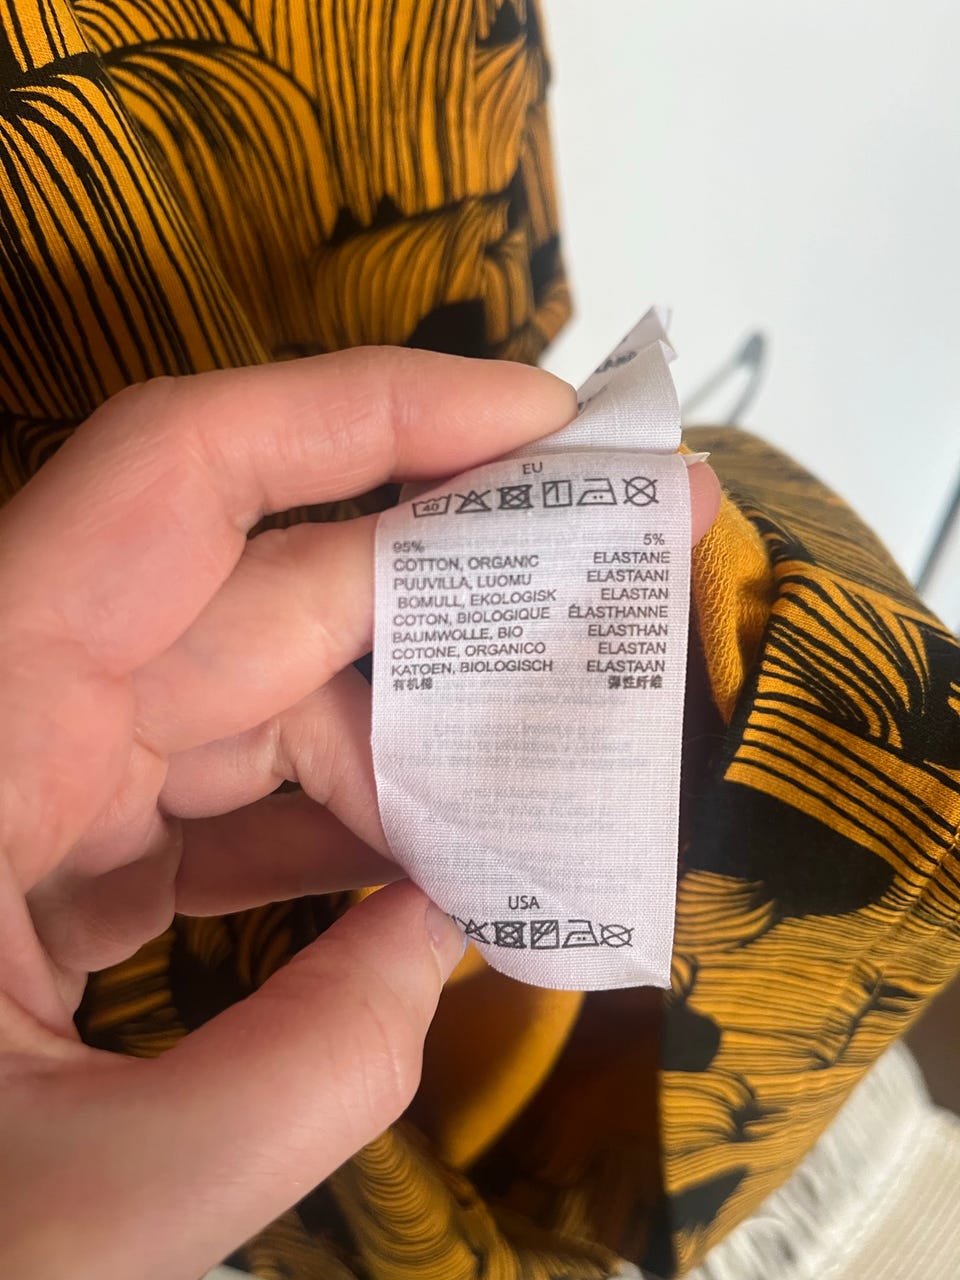 EU
40
95% 5%
COTTON, ORGANIC ELASTANE
PUUVILLA, LUOMU ELASTAANI
BOMULL, EKOLOGISK ELASTAN
COTON, BIOLOGIQUE ÉLASTHANNE
BAUMWOLLE, BIO ELASTHAN
COTONE, ORGANICO ELASTAN
KATOEN, BIOLOGISCH ELASTAAN
有机棉 弹性纤维
USA